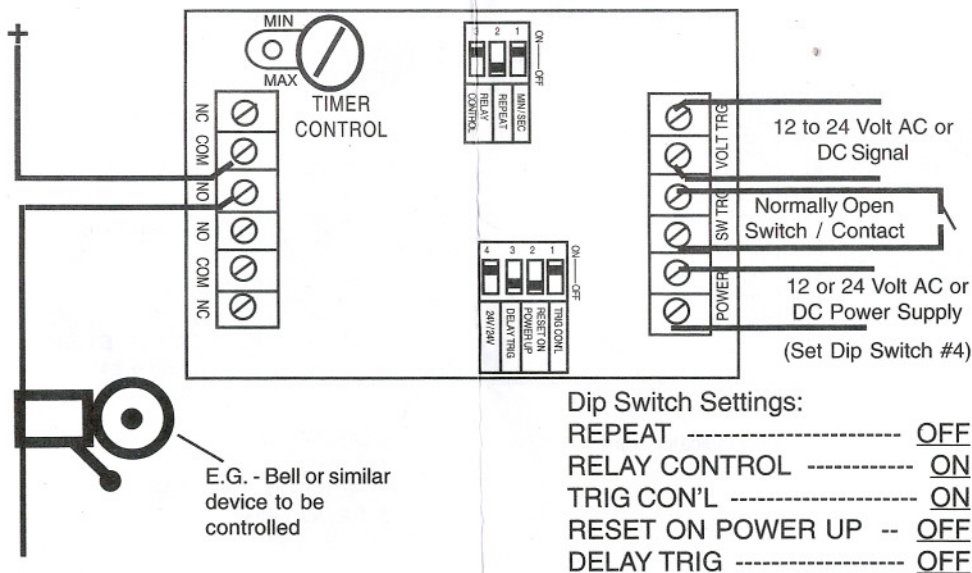 +
MIN
MAX
TIMER
CONTROL
3 2 1
ON
OFF
RELAY
CONTROL
REPEAT
MIN/SEC
NC
COM
NO
NO
COM
NC
4 3 2 1
ON
OFF
24V/24V
DELAY TRIG
RESET ON
POWER UP
TRIG CON'L
VOLT TRG
SW TRG
POWER
12 to 24 Volt AC or
DC Signal
Normally Open
Switch / Contact
12 or 24 Volt AC or
DC Power Supply
(Set Dip Switch #4)
E.G. - Bell or similar
device to be
controlled
Dip Switch Settings:
REPEAT ------------------------ OFF
RELAY CONTROL ------------ ON
TRIG CON'L --------------------- ON
RESET ON POWER UP -- OFF
DELAY TRIG ------------------- OFF